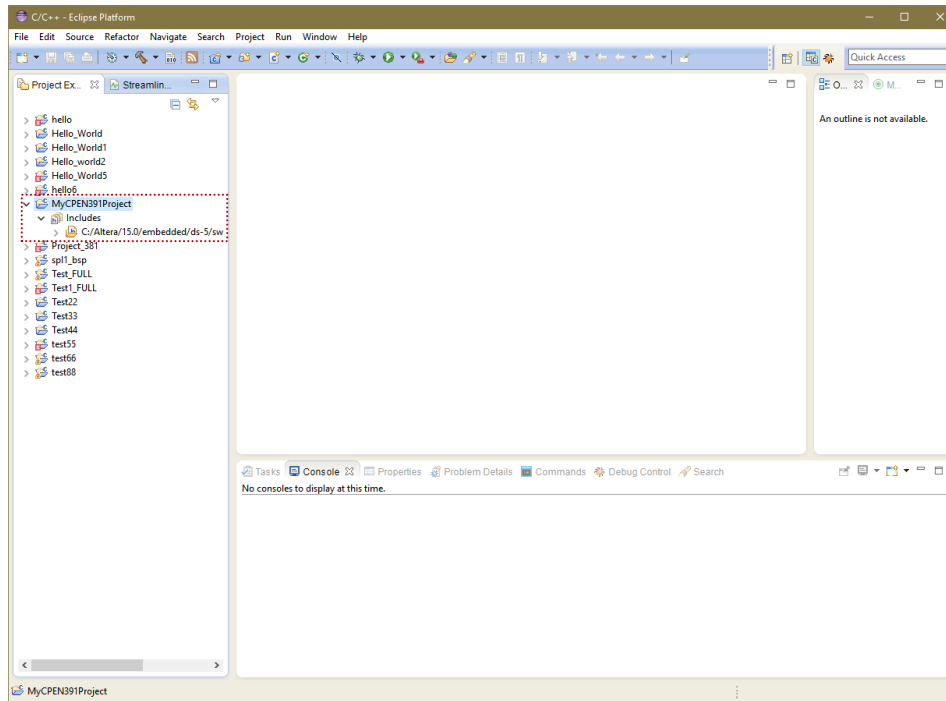 C/C++ - Eclipse Platform
File Edit Source Refactor Navigate Search Project Run Window Help
Quick Access
Project Ex... Streamlin...
O... M...
An outline is not available.
hello
Hello_World
Hello_World1
Hello_world2
Hello_World5
hello6
MyCPEN391Project
Includes
C:/Altera/15.0/embedded/ds-5/sw
Project_381
spl1_bsp
Test_FULL
Test1_FULL
Test22
Test33
Test44
test55
test66
test88
Tasks Console Properties Problem Details Commands Debug Control Search
No consoles to display at this time.
MyCPEN391Project